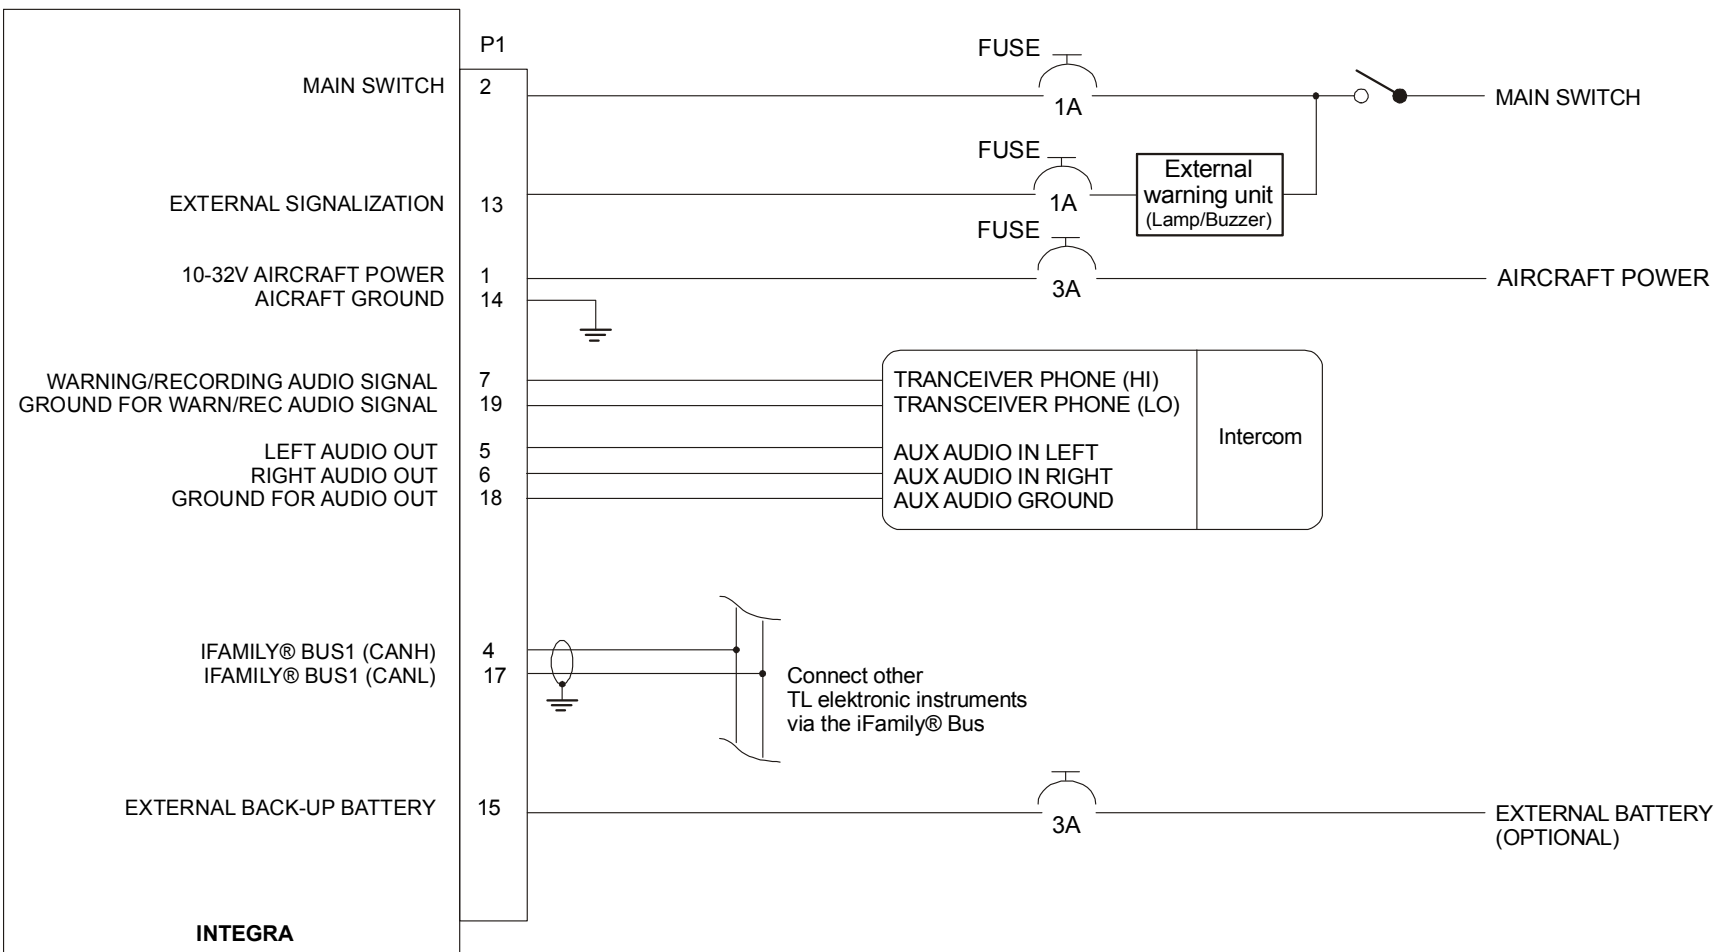 P1
FUSE
MAIN SWITCH 2 1A MAIN SWITCH
FUSE
External
warning unit
(Lamp/Buzzer)
EXTERNAL SIGNALIZATION 13 1A
FUSE
10-32V AIRCRAFT POWER 1 3A AIRCRAFT POWER
AICRAFT GROUND 14
WARNING/RECORDING AUDIO SIGNAL 7 TRANCEIVER PHONE (HI)
GROUND FOR WARN/REC AUDIO SIGNAL 19 TRANSCEIVER PHONE (LO)
Intercom
LEFT AUDIO OUT 5 AUX AUDIO IN LEFT
RIGHT AUDIO OUT 6 AUX AUDIO IN RIGHT
GROUND FOR AUDIO OUT 18 AUX AUDIO GROUND
IFAMILY® BUS1 (CANH) 4
IFAMILY® BUS1 (CANL) 17
Connect other
TL elektronic instruments
via the iFamily® Bus
EXTERNAL BACK-UP BATTERY 15 3A EXTERNAL BATTERY
(OPTIONAL)
INTEGRA